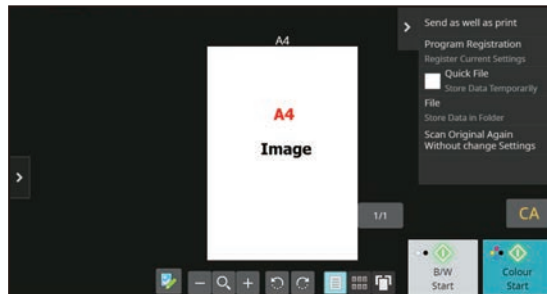 A4
A4
Image
1/1
Send as well as print
Program Registration
Register Current Settings
Quick File
Store Data Temporarily
File
Store Data in Folder
Scan Original Again
Without change Settings
CA
B/W
Start
Colour
Start